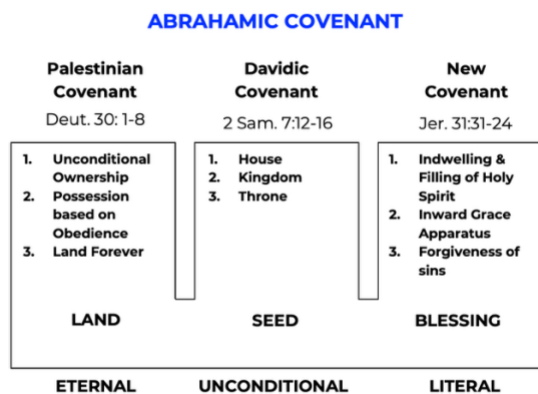 ABRAHAMIC COVENANT
Palestinian
Covenant
Deut. 30: 1-8
1. Unconditional
Ownership
2. Possession
based on
Obedience
3. Land Forever
LAND
ETERNAL
Davidic
Covenant
2 Sam. 7:12-16
1. House
2. Kingdom
3. Throne
SEED
UNCONDITIONAL
New
Covenant
Jer. 31:31-24
1. Indwelling &
Filling of Holy
Spirit
2. Inward Grace
Apparatus
3. Forgiveness of
sins
BLESSING
LITERAL